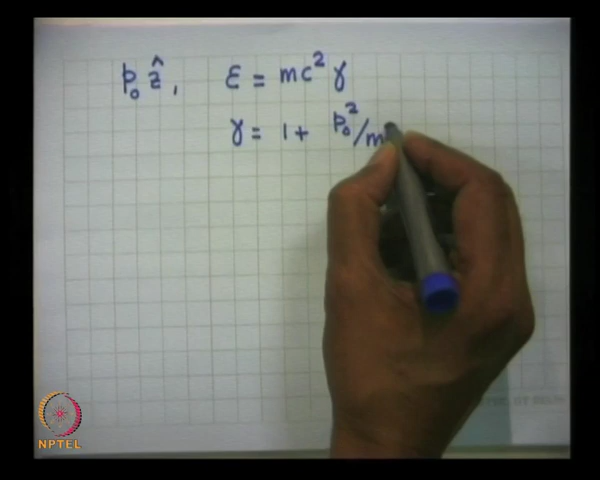 p₀ ẑ, ε = mc² γ
γ = 1 + p₀²/m
NPTEL